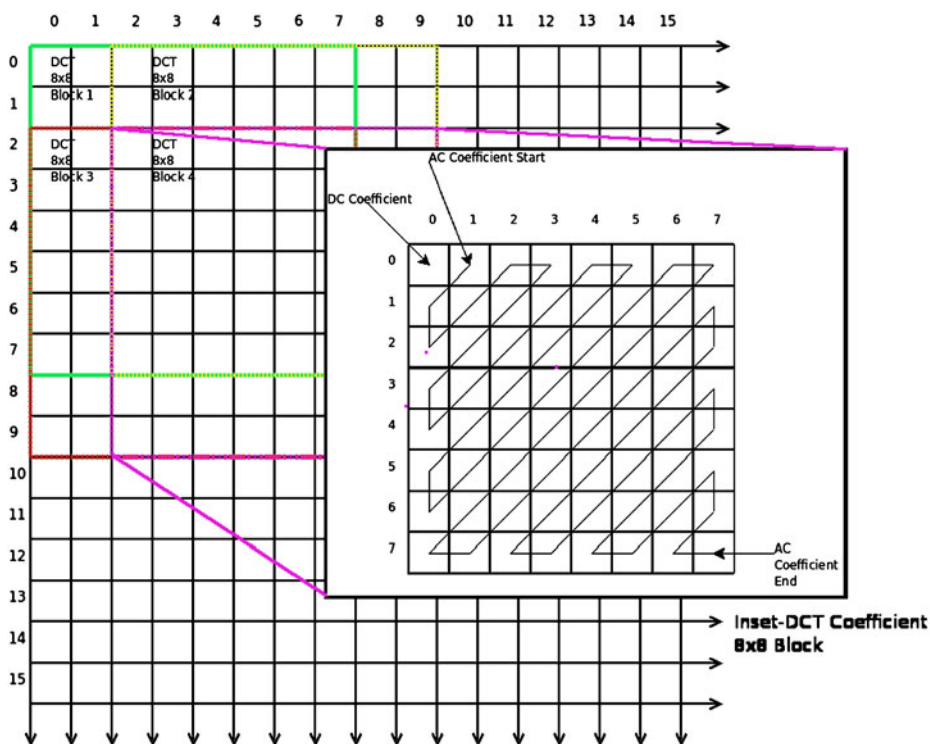 0 1 2 3 4 5 6 7 8 9 10 11 12 13 14 15
0
1
2
3
4
5
6
7
8
9
10
11
12
13
14
15
DCT
8x8
Block 1
DCT
8x8
Block 2
DCT
8x8
Block 3
DCT
8x8
Block 4
AC Coefficient Start
DC Coefficient
0 1 2 3 4 5 6 7
0
1
2
3
4
5
6
7
AC
Coefficient
End
Inset-DCT Coefficient
8x8 Block